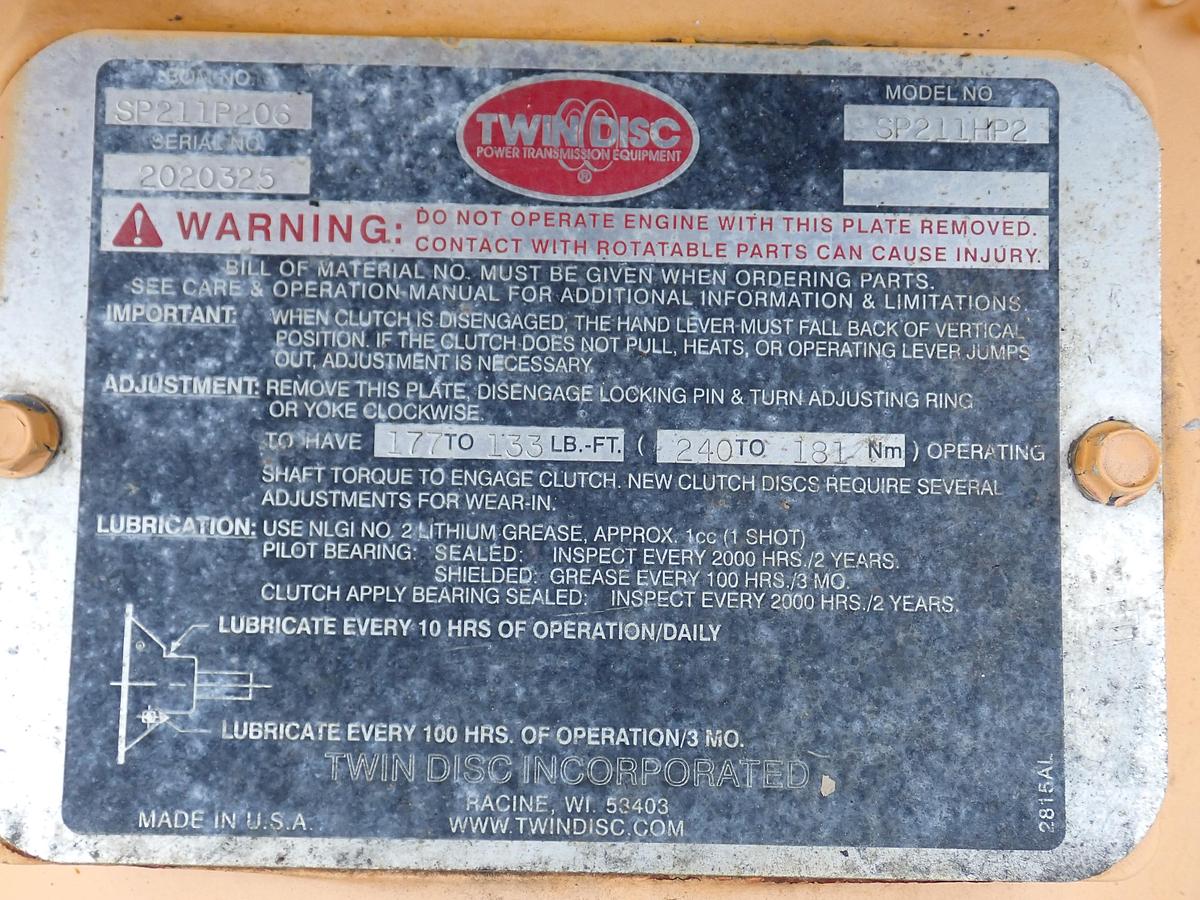 BOM NO.
SP211P206
SERIAL NO.
2020325
TWIN DISC
POWER TRANSMISSION EQUIPMENT
®
MODEL NO
SP211HP2
WARNING: DO NOT OPERATE ENGINE WITH THIS PLATE REMOVED.
CONTACT WITH ROTATABLE PARTS CAN CAUSE INJURY.
BILL OF MATERIAL NO. MUST BE GIVEN WHEN ORDERING PARTS.
SEE CARE & OPERATION MANUAL FOR ADDITIONAL INFORMATION & LIMITATIONS.
IMPORTANT: WHEN CLUTCH IS DISENGAGED, THE HAND LEVER MUST FALL BACK OF VERTICAL
POSITION. IF THE CLUTCH DOES NOT PULL, HEATS, OR OPERATING LEVER JUMPS
OUT, ADJUSTMENT IS NECESSARY.
ADJUSTMENT: REMOVE THIS PLATE, DISENGAGE LOCKING PIN & TURN ADJUSTING RING
OR YOKE CLOCKWISE.
TO HAVE 177 TO 133 LB.-FT. ( 240 TO 181 Nm ) OPERATING
SHAFT TORQUE TO ENGAGE CLUTCH. NEW CLUTCH DISCS REQUIRE SEVERAL
ADJUSTMENTS FOR WEAR-IN.
LUBRICATION: USE NLGI NO. 2 LITHIUM GREASE, APPROX. 1cc (1 SHOT)
PILOT BEARING: SEALED: INSPECT EVERY 2000 HRS./2 YEARS.
SHIELDED: GREASE EVERY 100 HRS./3 MO.
CLUTCH APPLY BEARING SEALED: INSPECT EVERY 2000 HRS./2 YEARS.
LUBRICATE EVERY 10 HRS OF OPERATION/DAILY
LUBRICATE EVERY 100 HRS. OF OPERATION/3 MO.
TWIN DISC INCORPORATED
RACINE, WI. 53403
MADE IN U.S.A.
WWW.TWINDISC.COM
2815AL